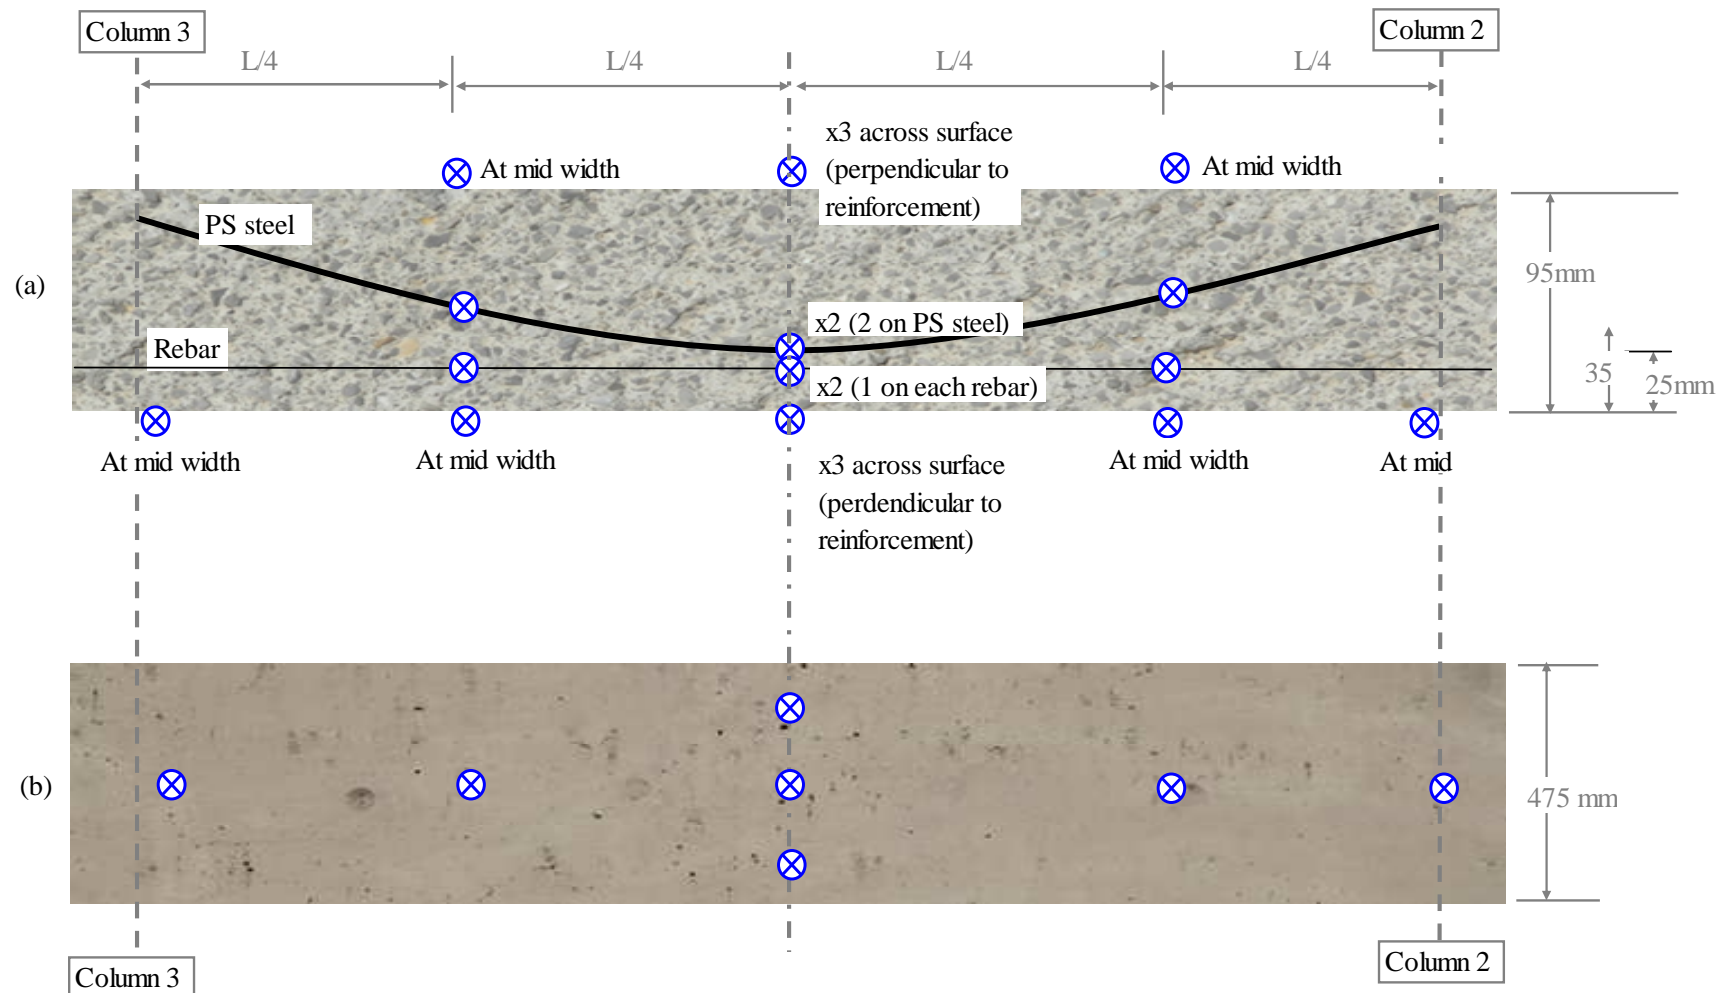 Column 3
Column 2
L/4
L/4
L/4
L/4
x3 across surface
(perpendicular to
reinforcement)
At mid width
At mid width
PS steel
(a)
95mm
x2 (2 on PS steel)
Rebar
35
25mm
x2 (1 on each rebar)
At mid width
At mid width
At mid width
At mid
x3 across surface
(perdendicular to
reinforcement)
(b)
475 mm
Column 3
Column 2